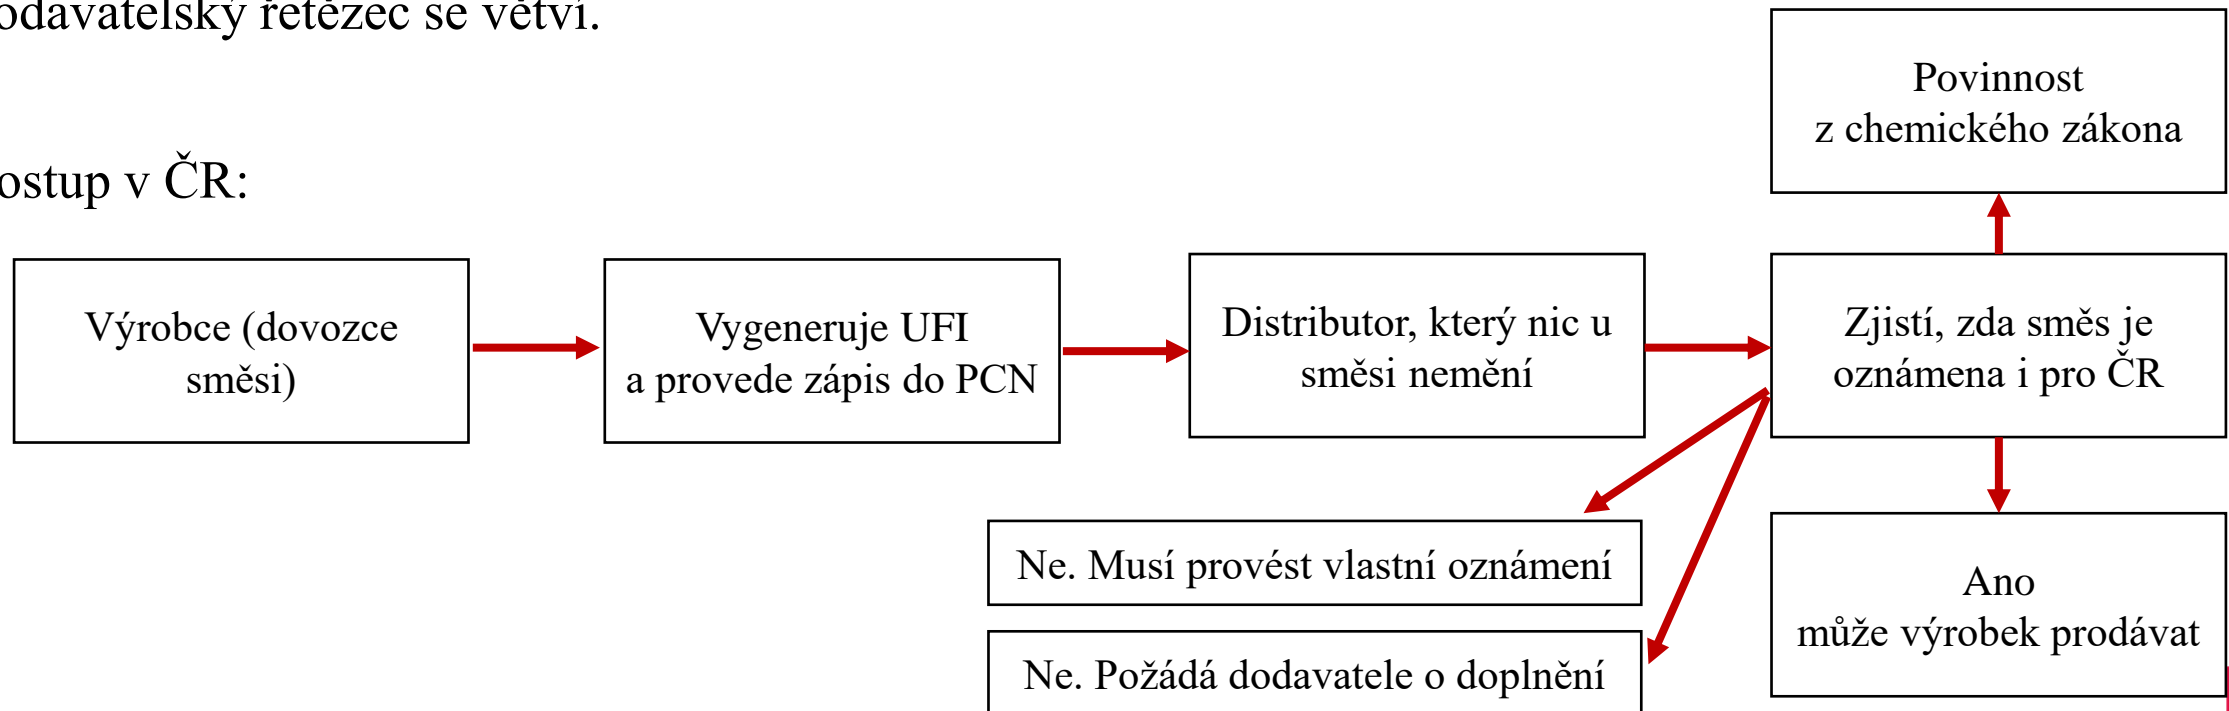 odavatelský řetězec se větví.
Povinnost
z chemického zákona
ostup v ČR:
Výrobce (dovozce
směsi)
Vygeneruje UFI
a provede zápis do PCN
Distributor, který nic u
směsi nemění
Zjistí, zda směs je
oznámena i pro ČR
Ne. Musí provést vlastní oznámení
Ne. Požádá dodavatele o doplnění
Ano
může výrobek prodávat